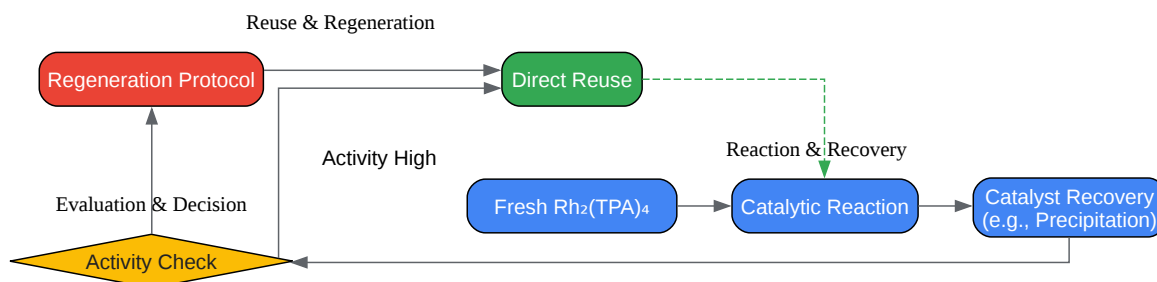 Reuse & Regeneration
Regeneration Protocol
Direct Reuse
Activity High
Reaction & Recovery
Evaluation & Decision
Fresh Rh₂(TPA)₄
Catalytic Reaction
Catalyst Recovery
(e.g., Precipitation)
Activity Check